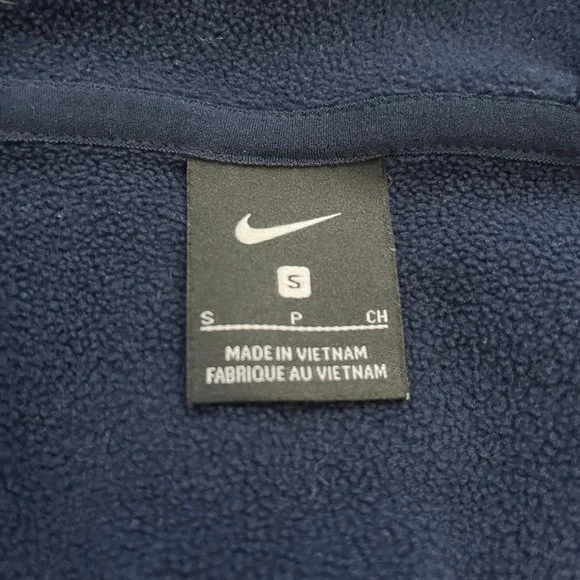 S
S P CH
MADE IN VIETNAM
FABRIQUE AU VIETNAM